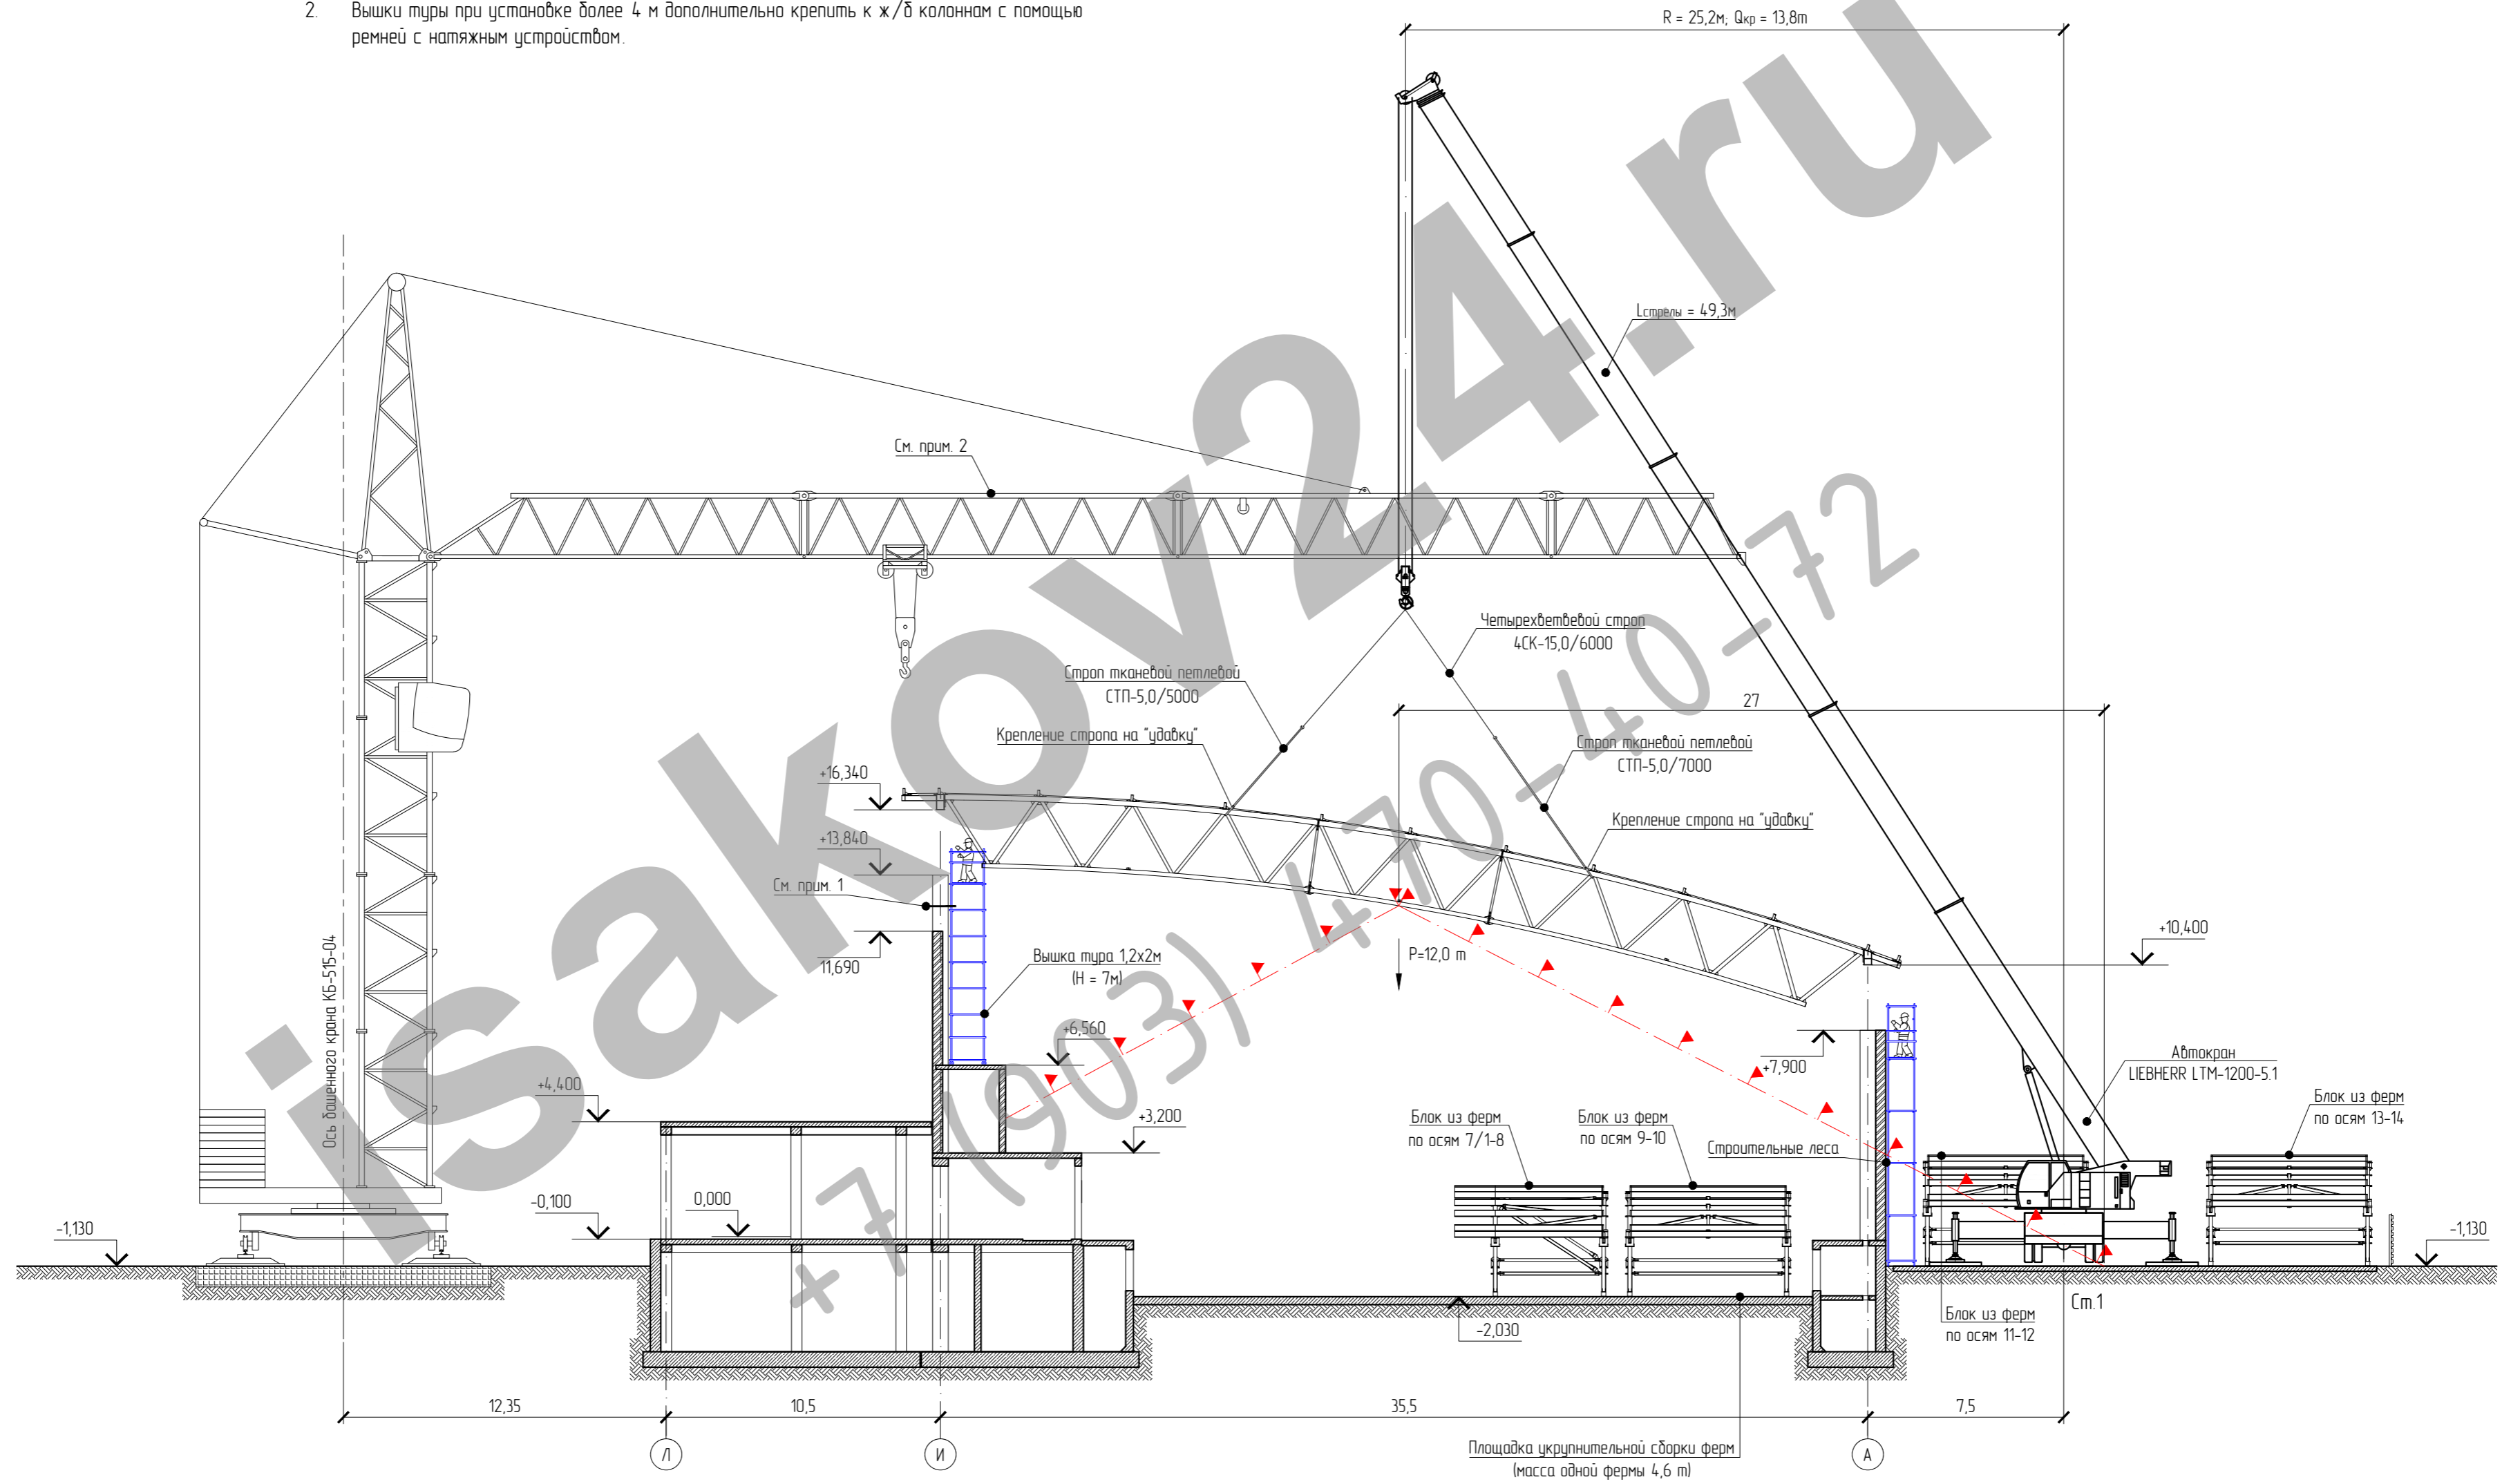 2. Вышки туры при установке более 4 м дополнительно крепить к ж/б колоннам с помощью
ремней с натяжным устройством.
R = 25,2м; Qкр = 13,8т
Lстрелы = 49,3м
См. прим. 2
Четырехветвевой строп
4СК-15,0/6000
Строп тканевой петлевой
СТП-5,0/5000
27
Крепление стропа на "удавку"
Строп тканевой петлевой
СТП-5,0/7000
+16,340
Крепление стропа на "удавку"
+13,840
См. прим. 1
+10,400
Р=12,0 т
11,690
Вышка тура 1,2х2м
(Н = 7м)
+6,560
+7,900
Автокран
LIEBHERR LTM-1200-5.1
Ось башенного крана КБ-515-04
+4,400
+3,200
Блок из ферм
по осям 7/1-8
Блок из ферм
по осям 9-10
Блок из ферм
по осям 13-14
Строительные леса
-0,100
0,000
-1,130
-1,130
-2,030
Ст.1
Блок из ферм
по осям 11-12
12,35
10,5
35,5
7,5
Площадка укрупнительной сборки ферм
(масса одной фермы 4,6 т)
Л
И
А
isakov24.ru
+7 (903) 470-40-72